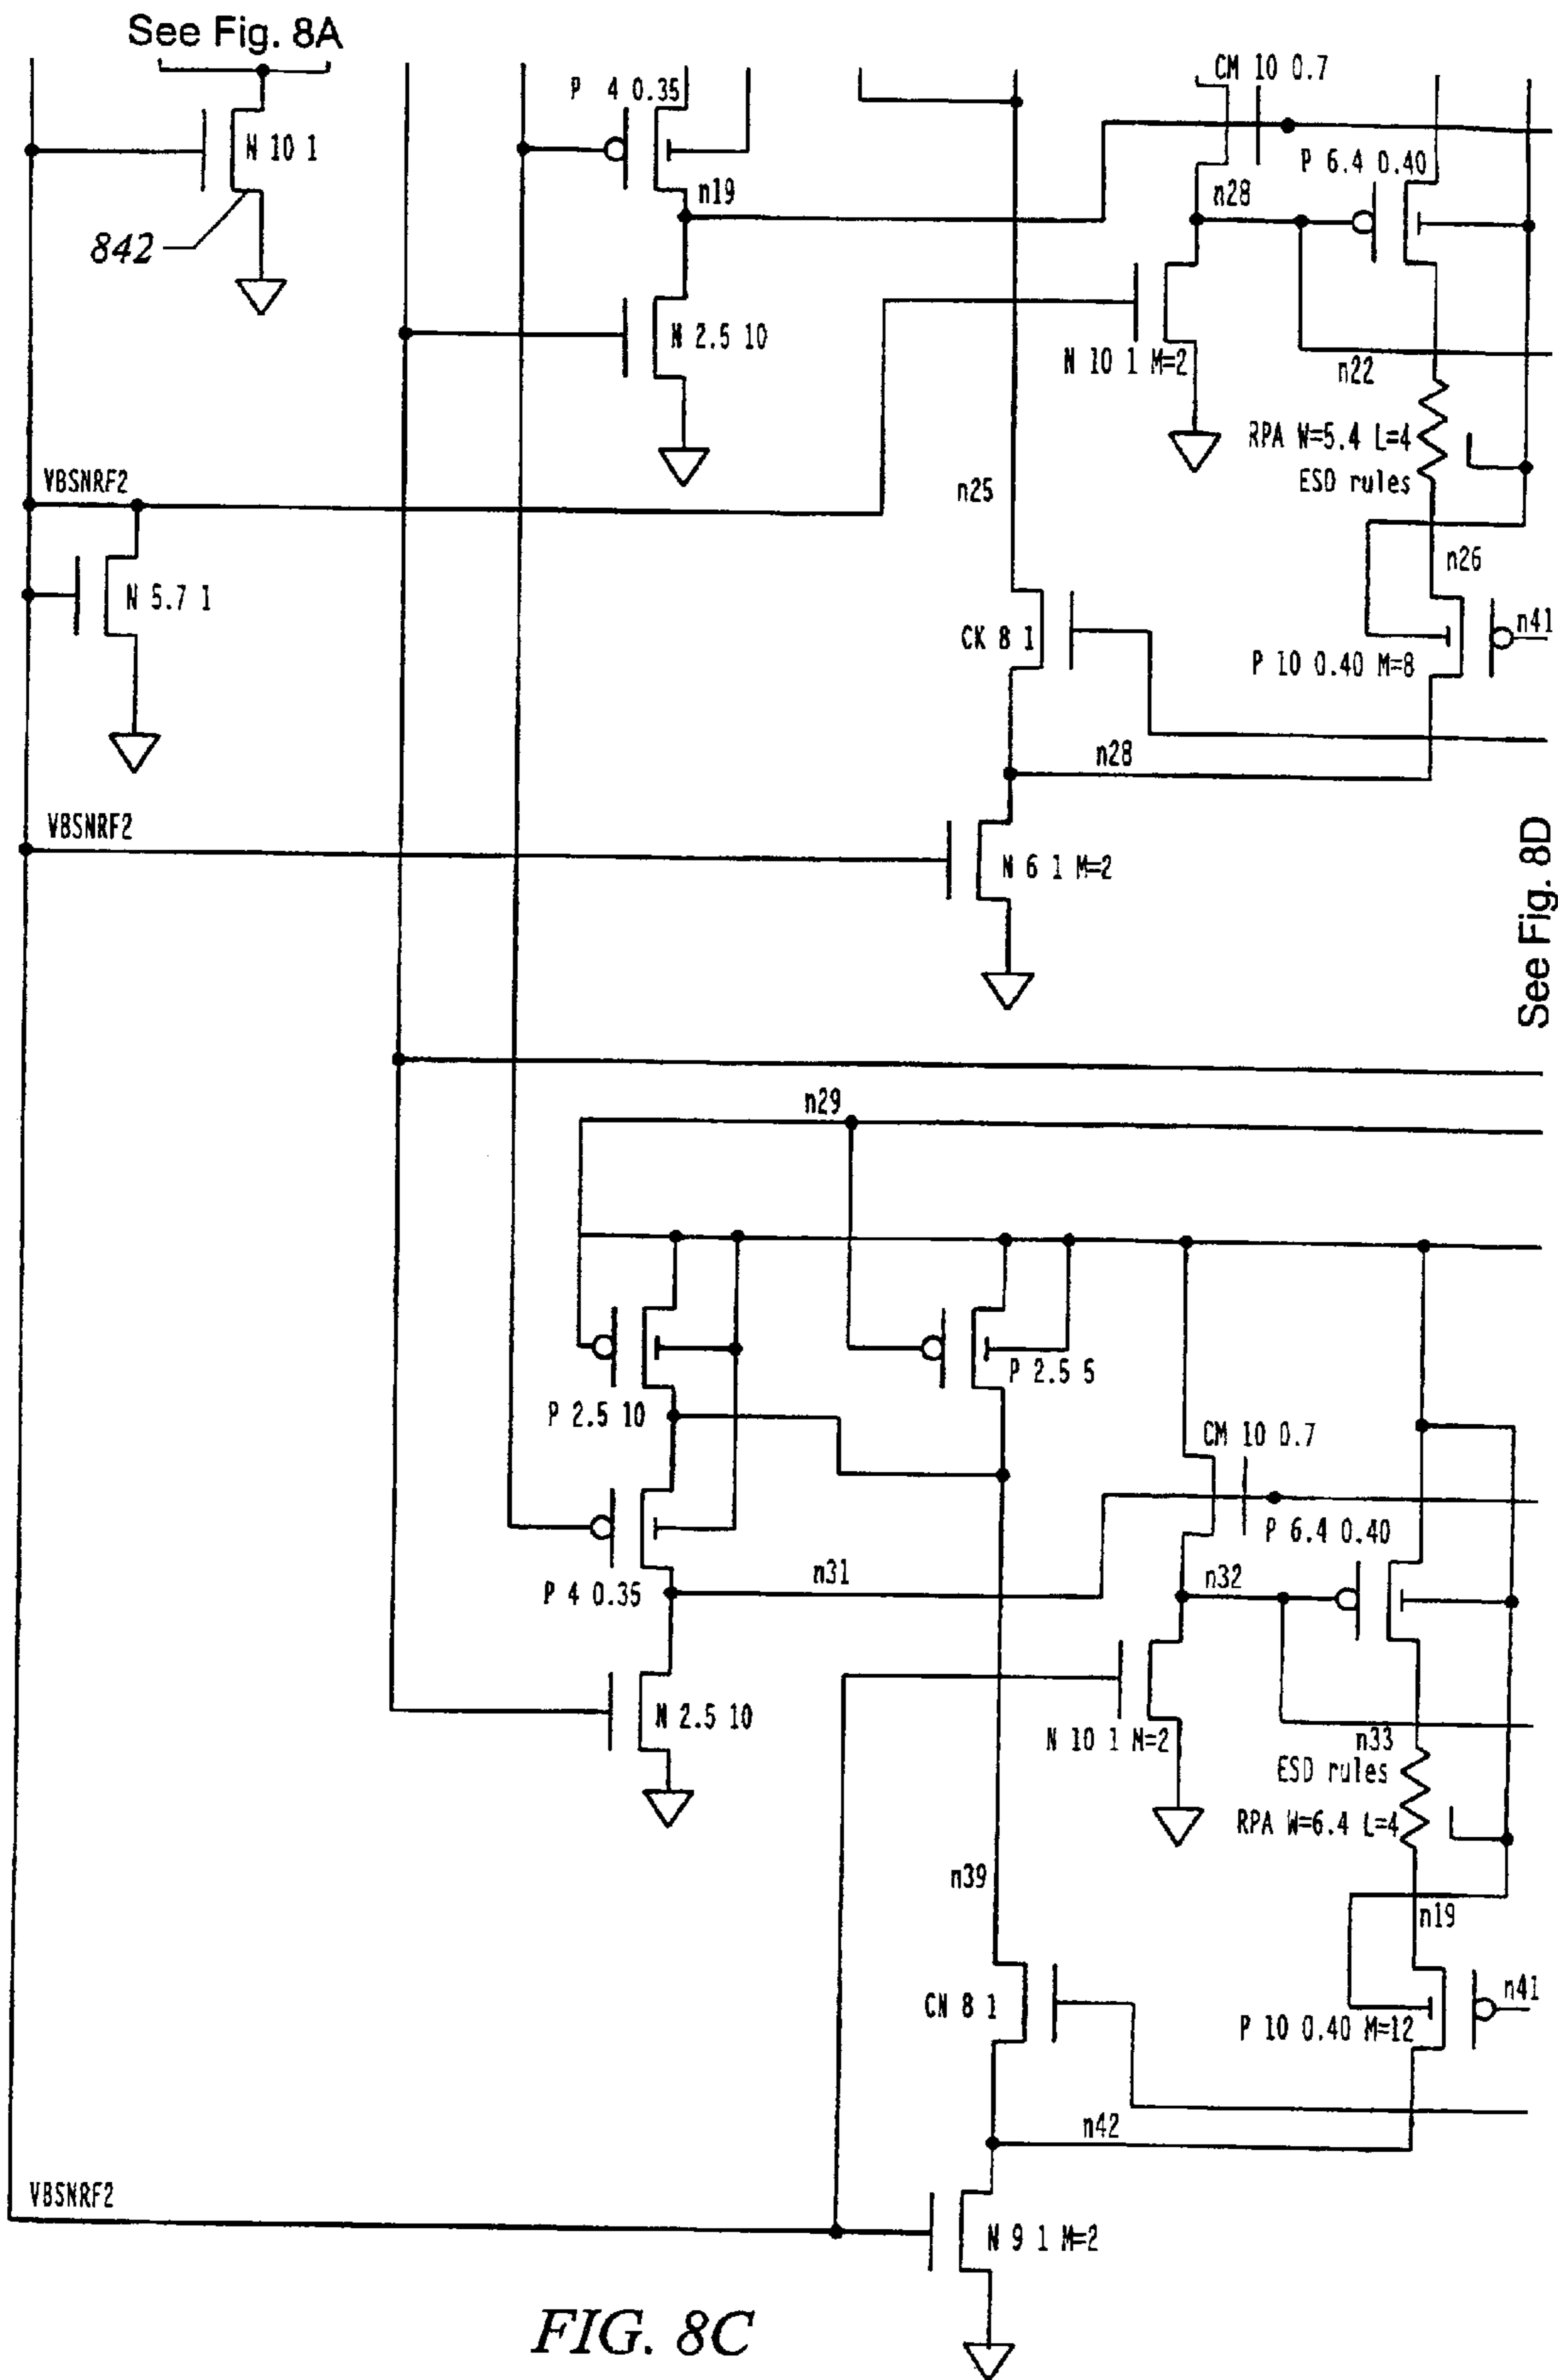 See Fig. 8A
CM 10 0.7
P 4 0.35
N 10 1
P 6.4 0.40
n19
n28
842
N 2.5 10
N 10 1 M=2
n22
RPA W=5.4 L=4
VBSNRF2
ESD rules
n25
n26
N 5.7 1
n41
CK 8 1
P 10 0.40 M=8
n28
VBSNRF2
N 6 1 M=2
See Fig. 8D
n29
P 2.5 5
P 2.5 10
CM 10 0.7
P 6.4 0.40
n31
n32
P 4 0.35
N 2.5 10
N 10 1 M=2
n33
ESD rules
RPA W=6.4 L=4
n39
n19
n41
CN 8 1
P 10 0.40 M=12
n42
VBSNRF2
N 9 1 M=2
FIG. 8C